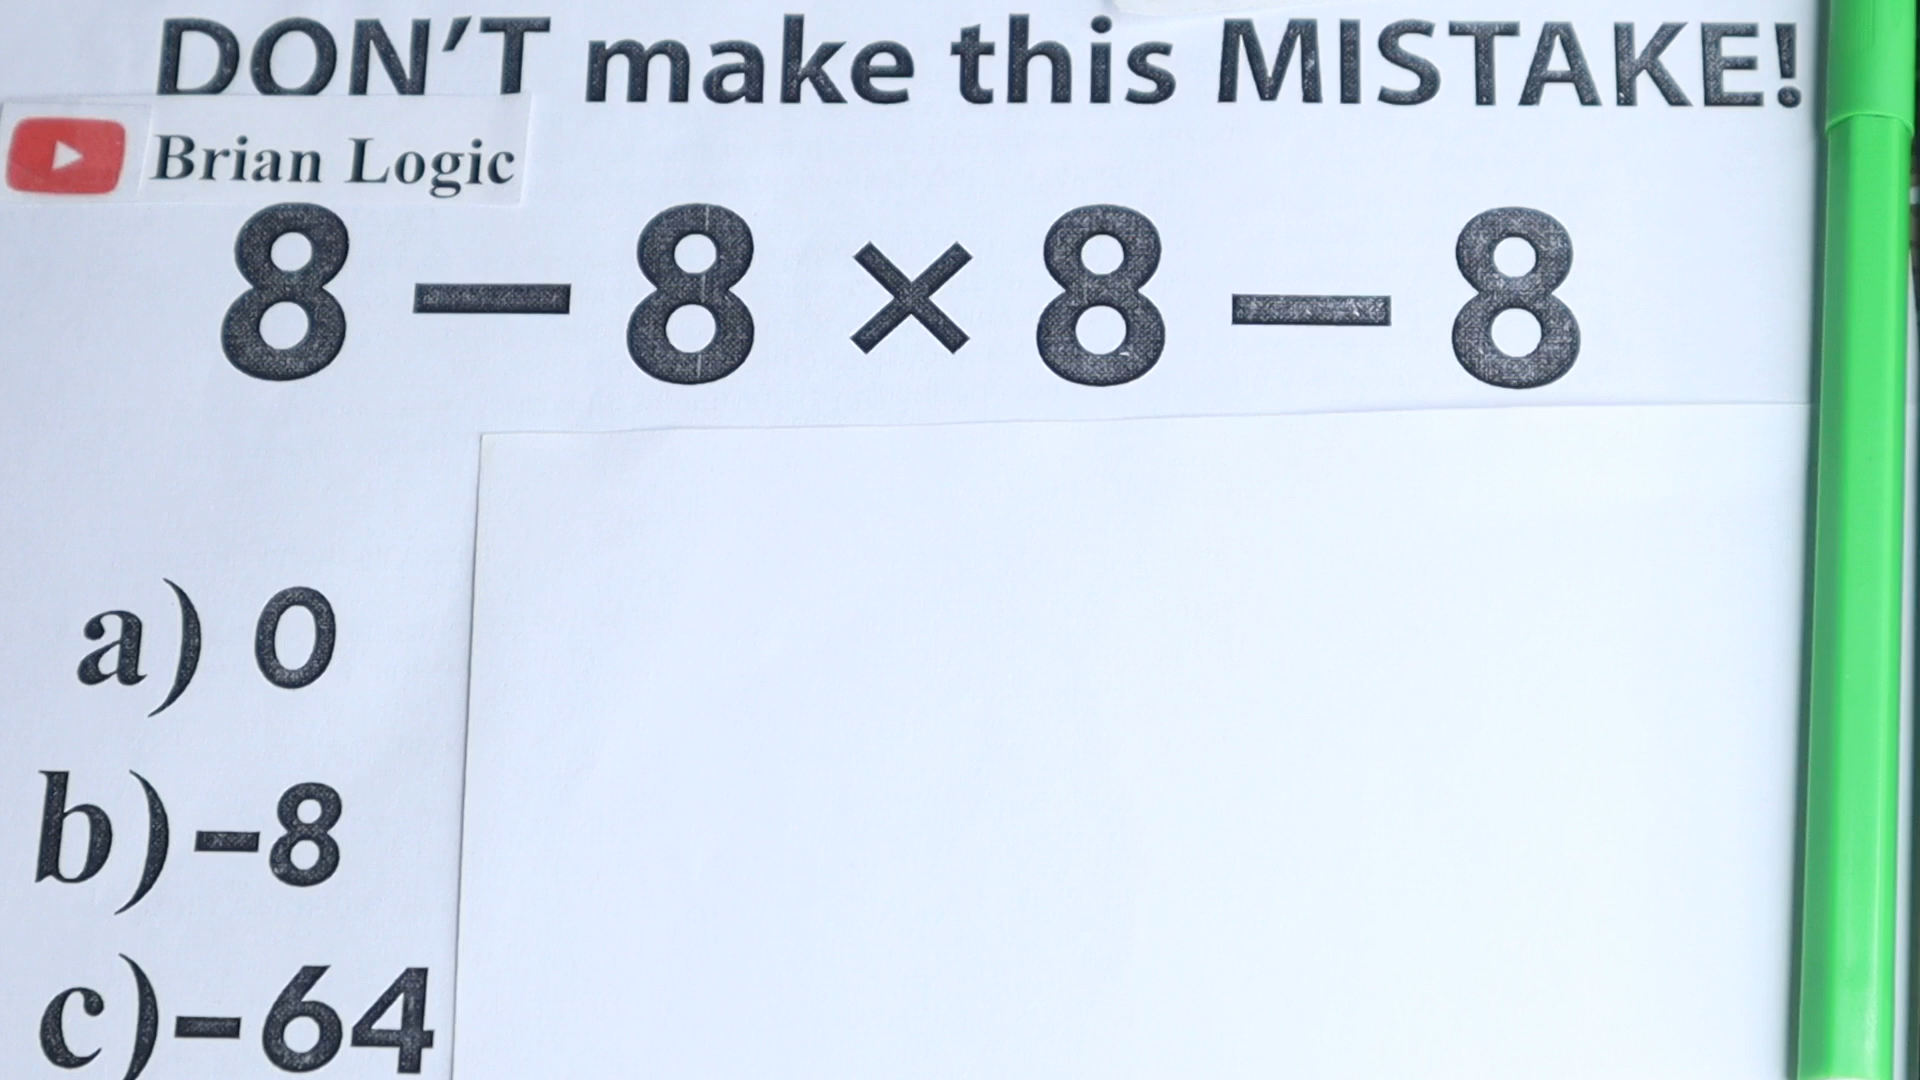 DON'T make this MISTAKE!
Brian Logic
8 – 8 × 8 – 8
a) 0
b) –8
c) –64